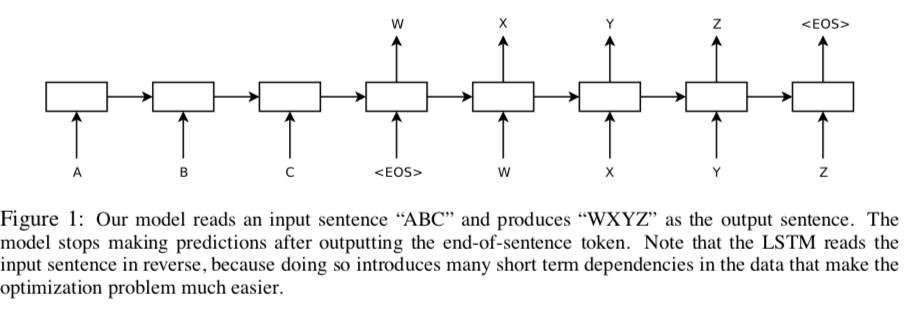 W X Y Z <EOS>
A B C <EOS> W X Y Z
Figure 1: Our model reads an input sentence “ABC” and produces “WXYZ” as the output sentence. The
model stops making predictions after outputting the end-of-sentence token. Note that the LSTM reads the
input sentence in reverse, because doing so introduces many short term dependencies in the data that make the
optimization problem much easier.